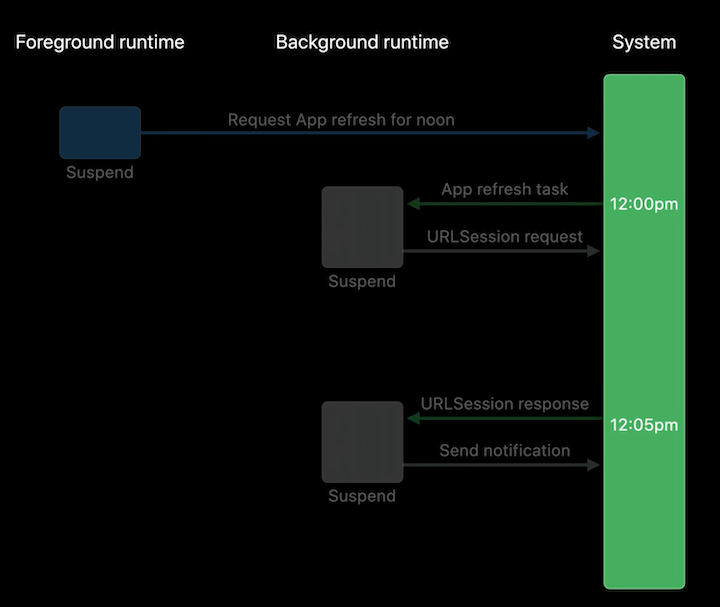 Foreground runtime
Background runtime
System
Request App refresh for noon
Suspend
App refresh task
12:00pm
URLSession request
Suspend
URLSession response
12:05pm
Send notification
Suspend